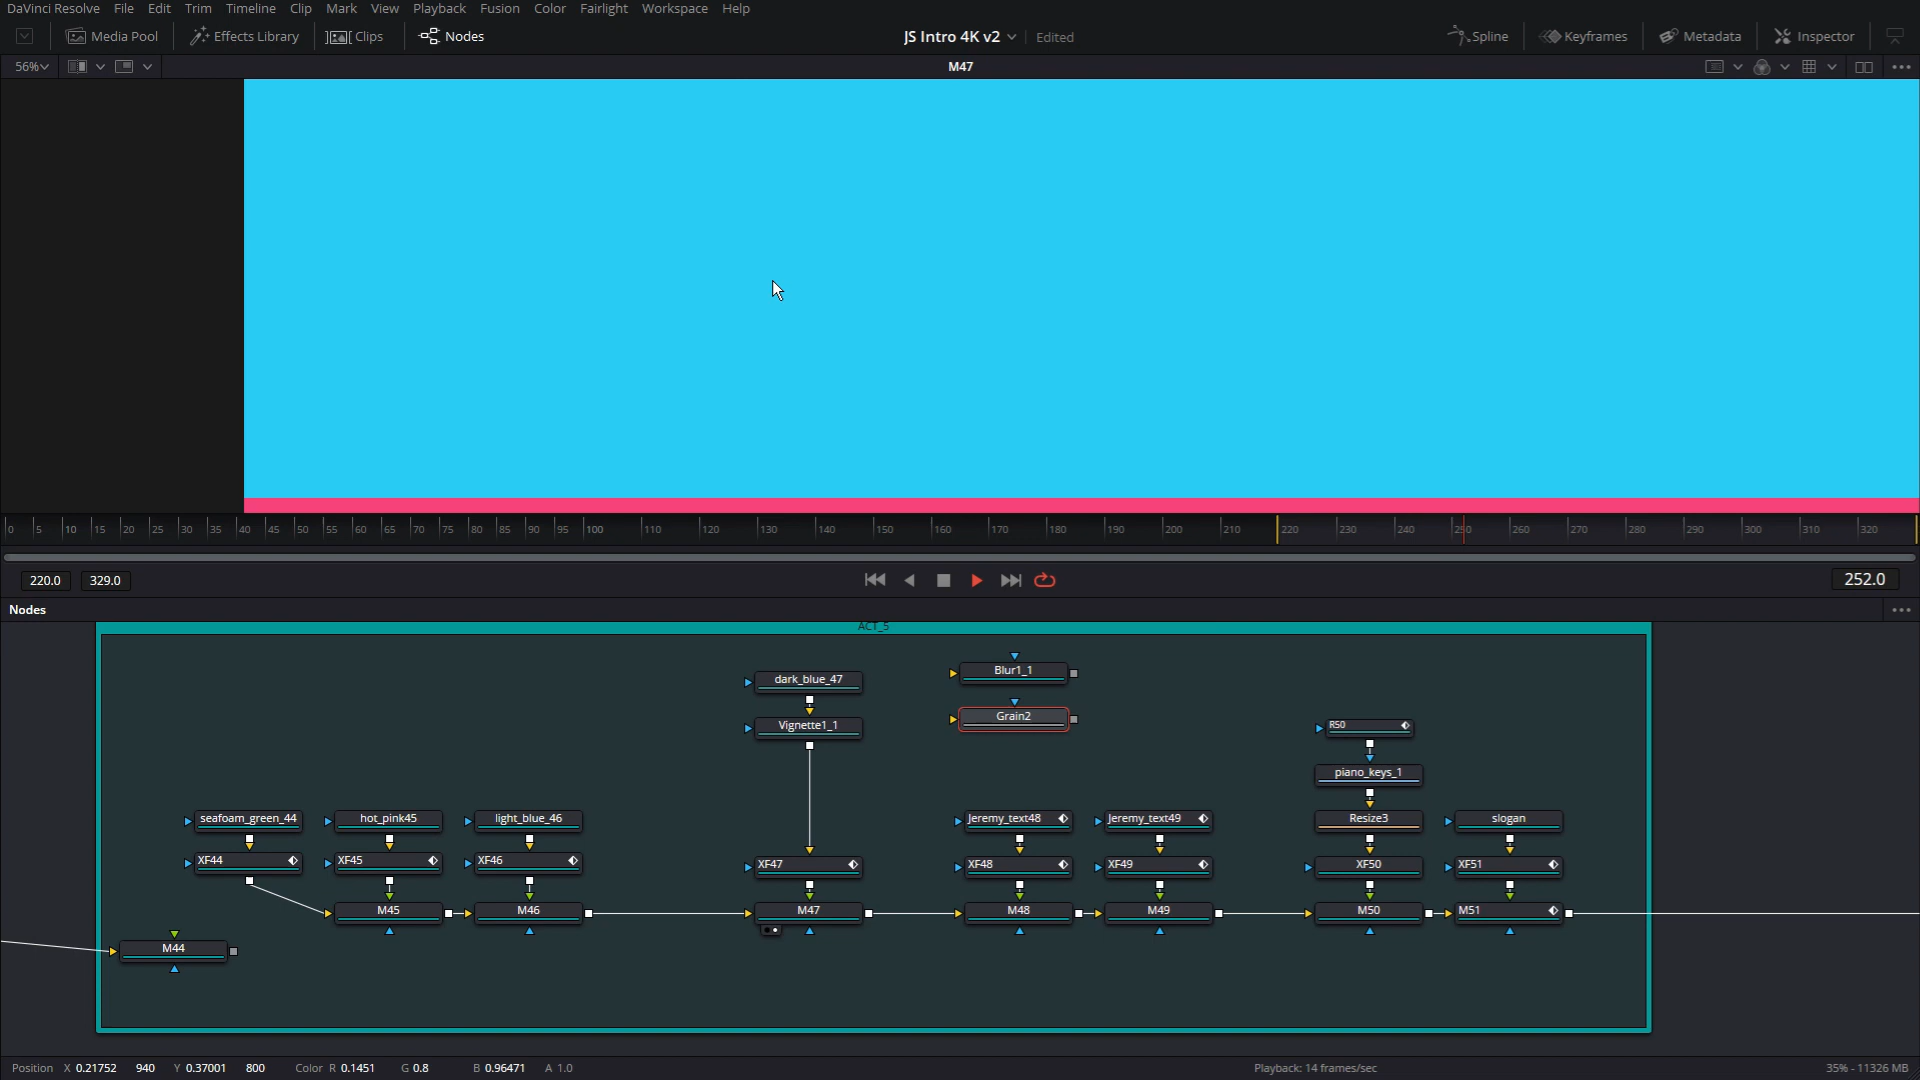 DaVinci Resolve File Edit Trim Timeline Clip Mark View Playback Fusion Color Fairlight Workspace Help
Media Pool Effects Library Clips Nodes JS Intro 4K v2 Edited Spline Keyframes Metadata Inspector
56% M47
0 5 10 15 20 25 30 35 40 45 50 55 60 65 70 75 80 85 90 95 100 110 120 130 140 150 160 170 180 190 200 210 220 230 240 250 260 270 280 290 300 310 320
220.0 329.0 252.0
Nodes
ACT_5
Blur1_1
dark_blue_47
Grain2
Vignette1_1
R50
piano_keys_1
seafoam_green_44 hot_pink45 light_blue_46 Jeremy_text48 Jeremy_text49 Resize3 slogan
XF44 XF45 XF46 XF47 XF48 XF49 XF50 XF51
M45 M46 M47 M48 M49 M50 M51
M44
Position X 0.21752 940 Y 0.37001 800 Color R 0.1451 G 0.8 B 0.96471 A 1.0 Playback: 14 frames/sec 35% - 11326 MB